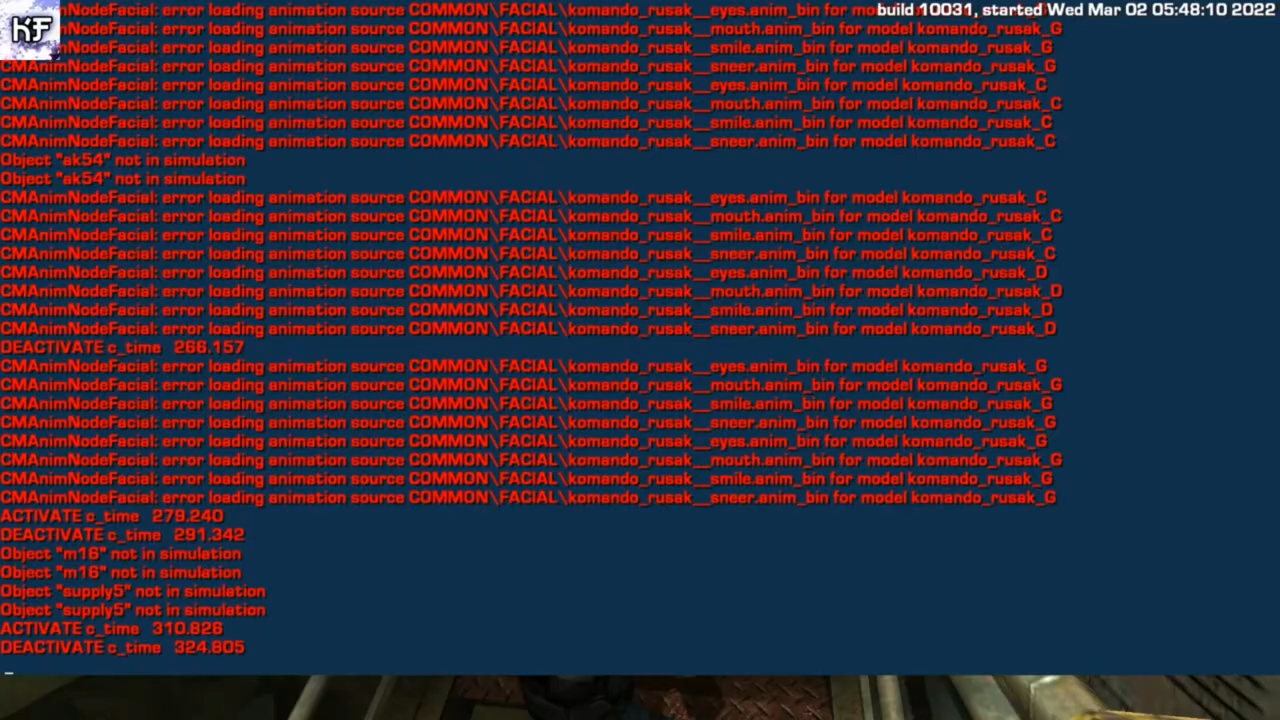 build 10031, started Wed Mar 02 05:48:10 2022
KF
error loading animation source COMMON\FACIAL\komando_rusak__eyes.anim_bin for
nNodeFacial: error loading animation source COMMON\FACIAL\komando_rusak__mouth.anim_bin for model komando_rusak_G
error loading animation source COMMON\FACIAL\komando_rusak__smile.anim_bin for model komando_rusak_G
CMAnimNodeFacial: error loading animation source COMMON\FACIAL\komando_rusak__sneer.anim_bin for model komando_rusak_G
CMAnimNodeFacial: error loading animation source COMMON\FACIAL\komando_rusak__eyes.anim_bin for model komando_rusak_C
CMAnimNodeFacial: error loading animation source COMMON\FACIAL\komando_rusak__mouth.anim_bin for model komando_rusak_C
CMAnimNodeFacial: error loading animation source COMMON\FACIAL\komando_rusak__smile.anim_bin for model komando_rusak_C
CMAnimNodeFacial: error loading animation source COMMON\FACIAL\komando_rusak__sneer.anim_bin for model komando_rusak_C
Object "ak54" not in simulation
Object "ak54" not in simulation
CMAnimNodeFacial: error loading animation source COMMON\FACIAL\komando_rusak__eyes.anim_bin for model komando_rusak_C
CMAnimNodeFacial: error loading animation source COMMON\FACIAL\komando_rusak__mouth.anim_bin for model komando_rusak_C
CMAnimNodeFacial: error loading animation source COMMON\FACIAL\komando_rusak__smile.anim_bin for model komando_rusak_C
CMAnimNodeFacial: error loading animation source COMMON\FACIAL\komando_rusak__sneer.anim_bin for model komando_rusak_C
CMAnimNodeFacial: error loading animation source COMMON\FACIAL\komando_rusak__eyes.anim_bin for model komando_rusak_D
CMAnimNodeFacial: error loading animation source COMMON\FACIAL\komando_rusak__mouth.anim_bin for model komando_rusak_D
CMAnimNodeFacial: error loading animation source COMMON\FACIAL\komando_rusak__smile.anim_bin for model komando_rusak_D
CMAnimNodeFacial: error loading animation source COMMON\FACIAL\komando_rusak__sneer.anim_bin for model komando_rusak_D
DEACTIVATE c_time 266.157
CMAnimNodeFacial: error loading animation source COMMON\FACIAL\komando_rusak__eyes.anim_bin for model komando_rusak_G
CMAnimNodeFacial: error loading animation source COMMON\FACIAL\komando_rusak__mouth.anim_bin for model komando_rusak_G
CMAnimNodeFacial: error loading animation source COMMON\FACIAL\komando_rusak__smile.anim_bin for model komando_rusak_G
CMAnimNodeFacial: error loading animation source COMMON\FACIAL\komando_rusak__sneer.anim_bin for model komando_rusak_G
CMAnimNodeFacial: error loading animation source COMMON\FACIAL\komando_rusak__eyes.anim_bin for model komando_rusak_G
CMAnimNodeFacial: error loading animation source COMMON\FACIAL\komando_rusak__mouth.anim_bin for model komando_rusak_G
CMAnimNodeFacial: error loading animation source COMMON\FACIAL\komando_rusak__smile.anim_bin for model komando_rusak_G
CMAnimNodeFacial: error loading animation source COMMON\FACIAL\komando_rusak__sneer.anim_bin for model komando_rusak_G
ACTIVATE c_time 279.240
DEACTIVATE c_time 291.342
Object "m16" not in simulation
Object "m16" not in simulation
Object "supply5" not in simulation
Object "supply5" not in simulation
ACTIVATE c_time 310.826
DEACTIVATE c_time 324.805
_